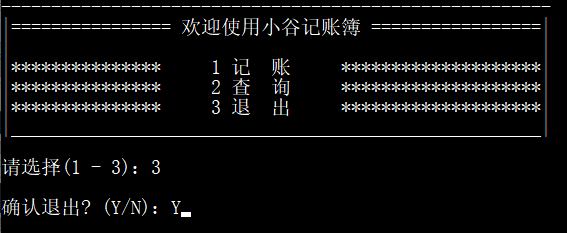 ================ 欢迎使用小谷记账簿 =================
*************** 1 记 账 ********************
*************** 2 查 询 ********************
*************** 3 退 出 ********************
请选择(1 - 3): 3
确认退出? (Y/N): Y